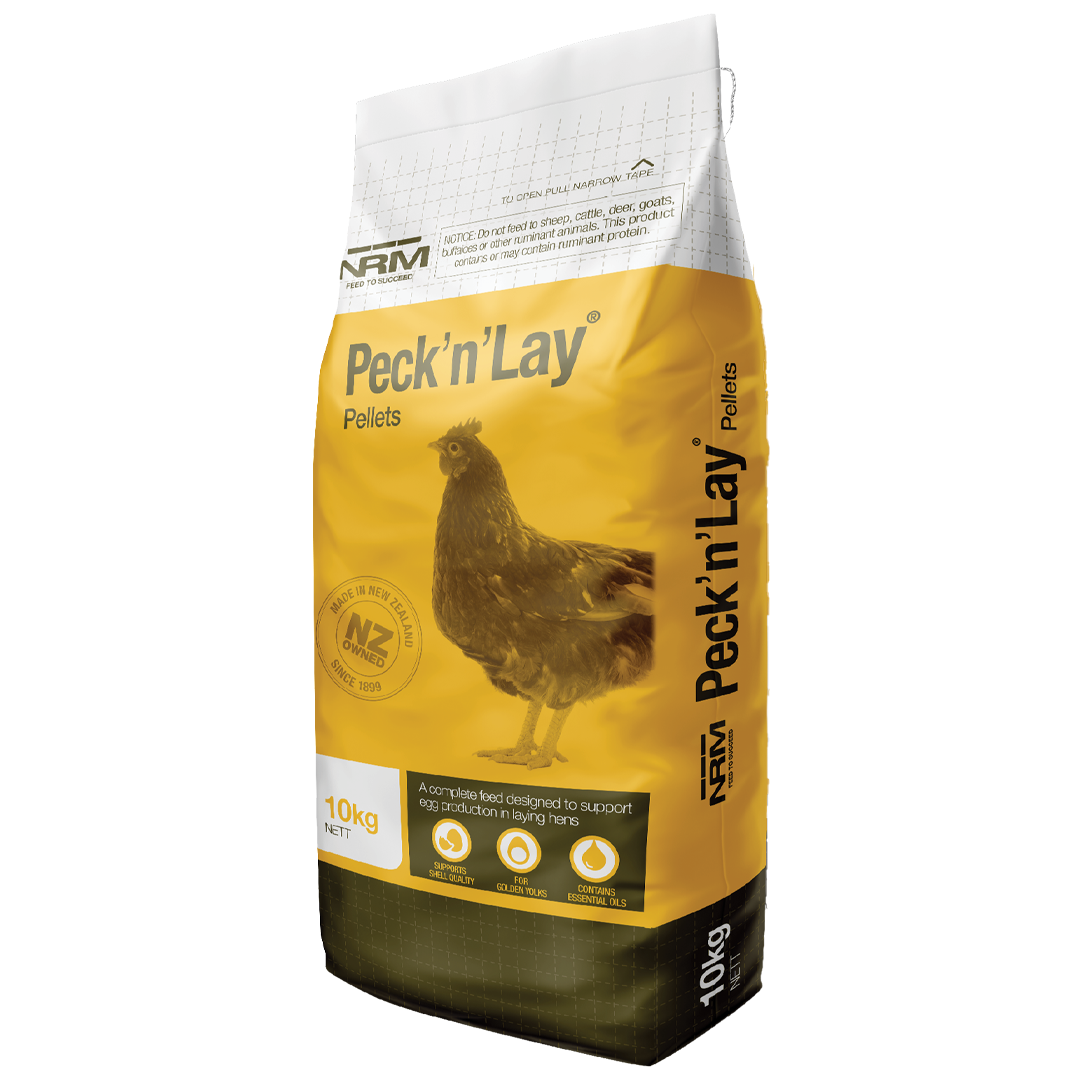 TO OPEN PULL NARROW TAPE
NOTICE: Do not feed to sheep, cattle, deer, goats,
buffaloes or other ruminant animals. This product
contains or may contain ruminant protein.
NRM
FEED TO SUCCEED
Peck'n'Lay®
Pellets
MADE IN NEW ZEALAND
NZ
OWNED
SINCE 1899
10kg
NETT
A complete feed designed to support
egg production in laying hens
SUPPORTS
SHELL QUALITY
FOR
GOLDEN YOLKS
CONTAINS
ESSENTIAL OILS
NRM
FEED TO SUCCEED
Peck'n'Lay® Pellets
10kg
NETT